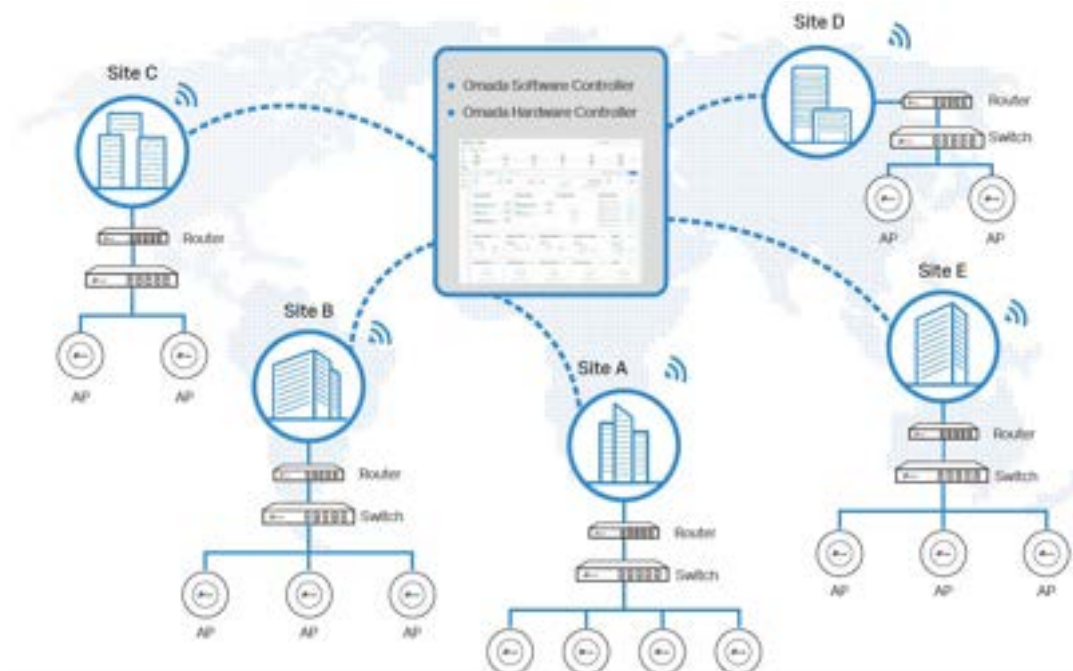 Site D
Site C
Omada Software Controller
Omada Hardware Controller
Router
Switch
AP
AP
Router
Site E
Site B
Site A
AP
AP
Router
Router
Switch
Switch
Router
Switch
AP
AP
AP
AP
AP
AP